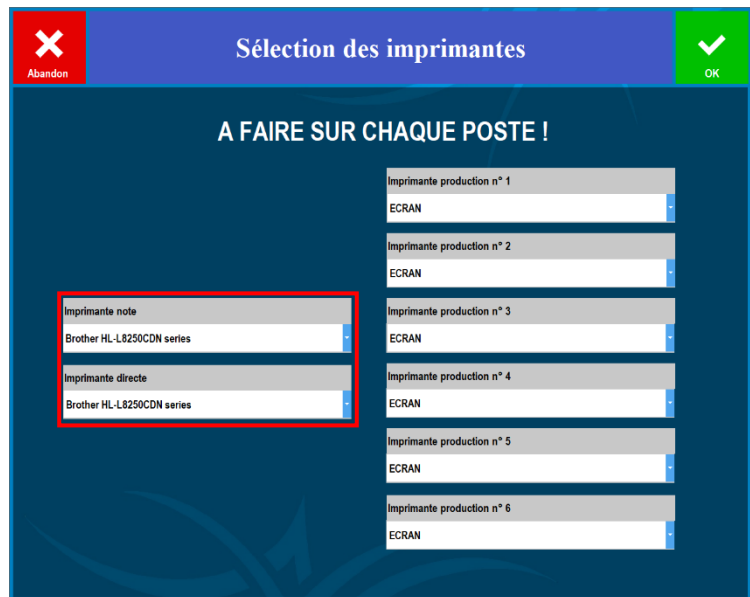 Abandon
Sélection des imprimantes
OK
A FAIRE SUR CHAQUE POSTE !
Imprimante note
Brother HL-L8250CDN series
Imprimante directe
Brother HL-L8250CDN series
Imprimante production n° 1
ECRAN
Imprimante production n° 2
ECRAN
Imprimante production n° 3
ECRAN
Imprimante production n° 4
ECRAN
Imprimante production n° 5
ECRAN
Imprimante production n° 6
ECRAN